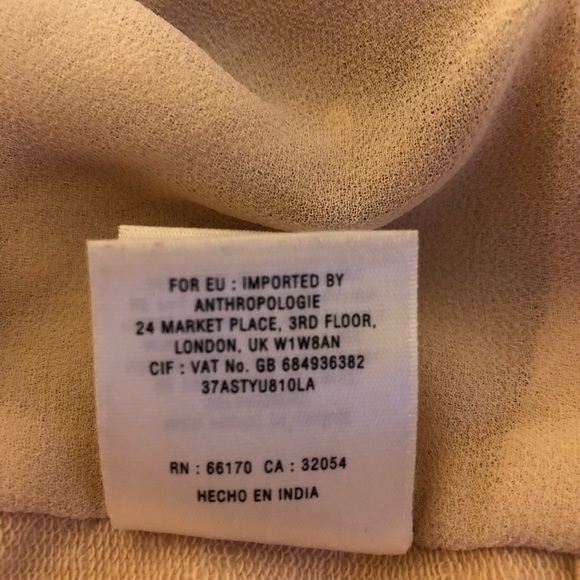 FOR EU : IMPORTED BY
ANTHROPOLOGIE
24 MARKET PLACE, 3RD FLOOR,
LONDON, UK W1W8AN
CIF : VAT No. GB 684936382
37ASTYU810LA
RN : 66170 CA : 32054
HECHO EN INDIA